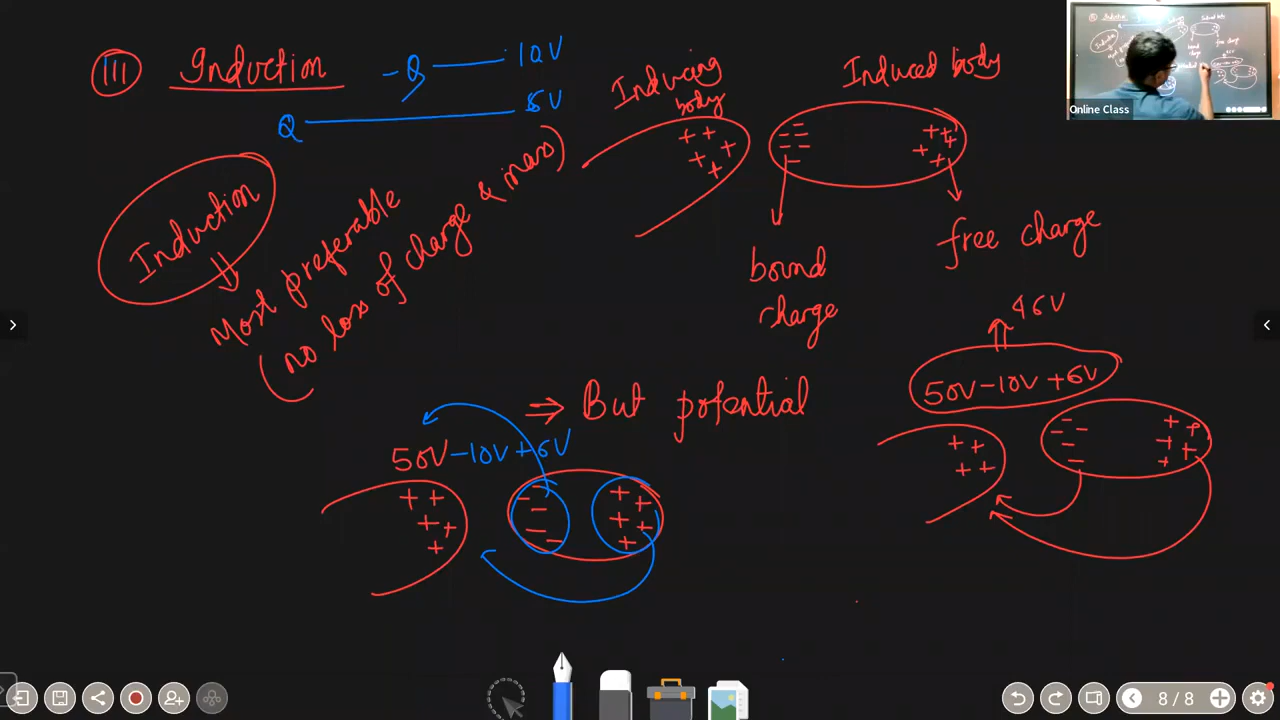 III Induction
-Q 10V
Q 5V
Inducing
body
Induced body
Induction
Most preferable
(no loss of charge & mass)
bound
charge
free charge
⇒ But potential
50V-10V+6V
46V
50V-10V+6V
Online Class
8 / 8